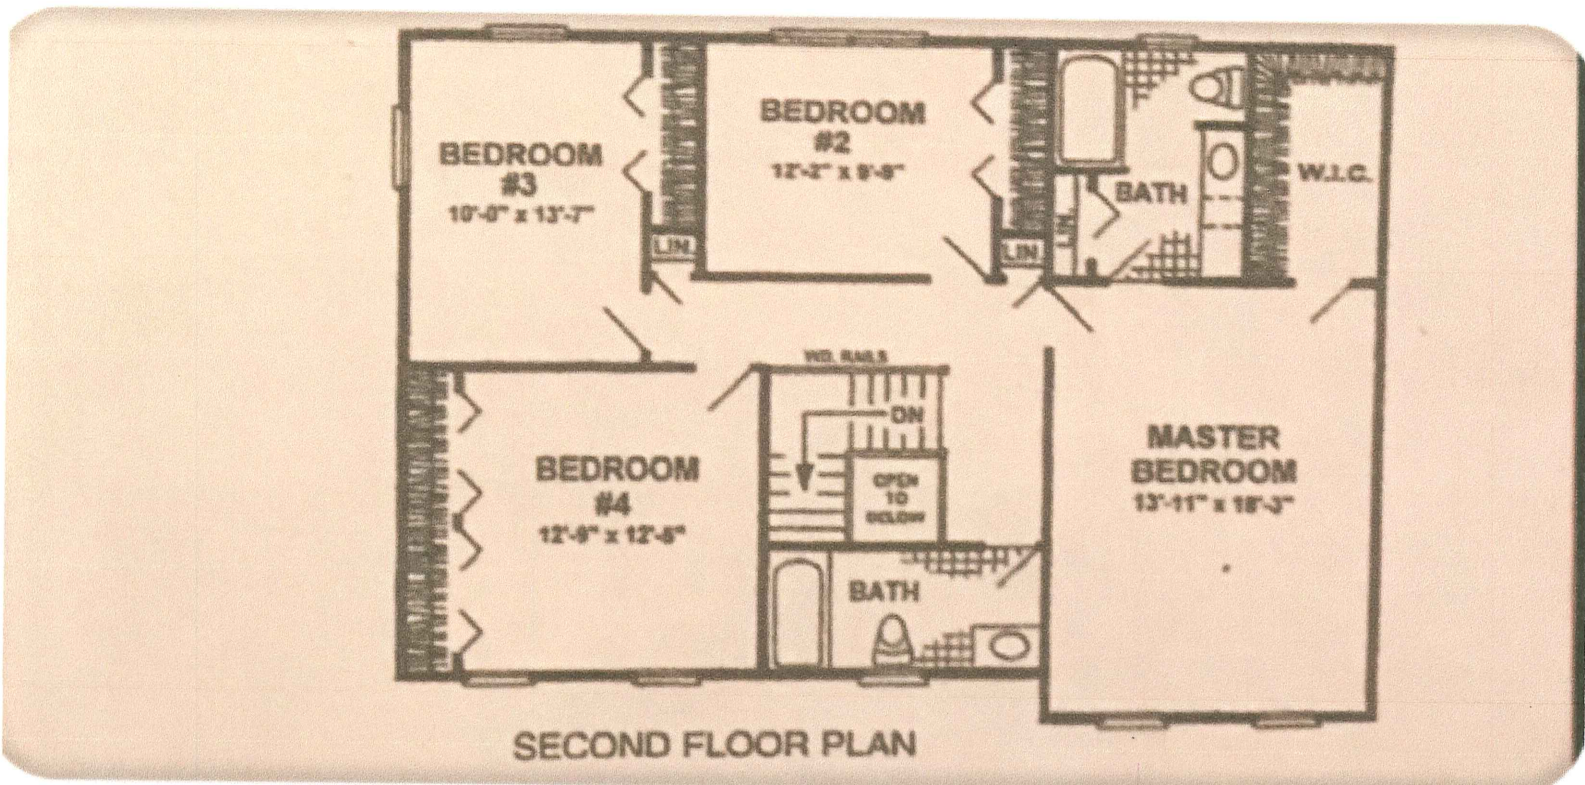 BEDROOM
#3
10'-0" x 13'-7"
LIN.
BEDROOM
#2
12'-2" x 9'-9"
LIN.
LIN.
BATH
W.I.C.
WD. RAILS
DN
OPEN
TO
BELOW
BEDROOM
#4
12'-9" x 12'-5"
BATH
MASTER
BEDROOM
13'-11" x 18'-3"
SECOND FLOOR PLAN